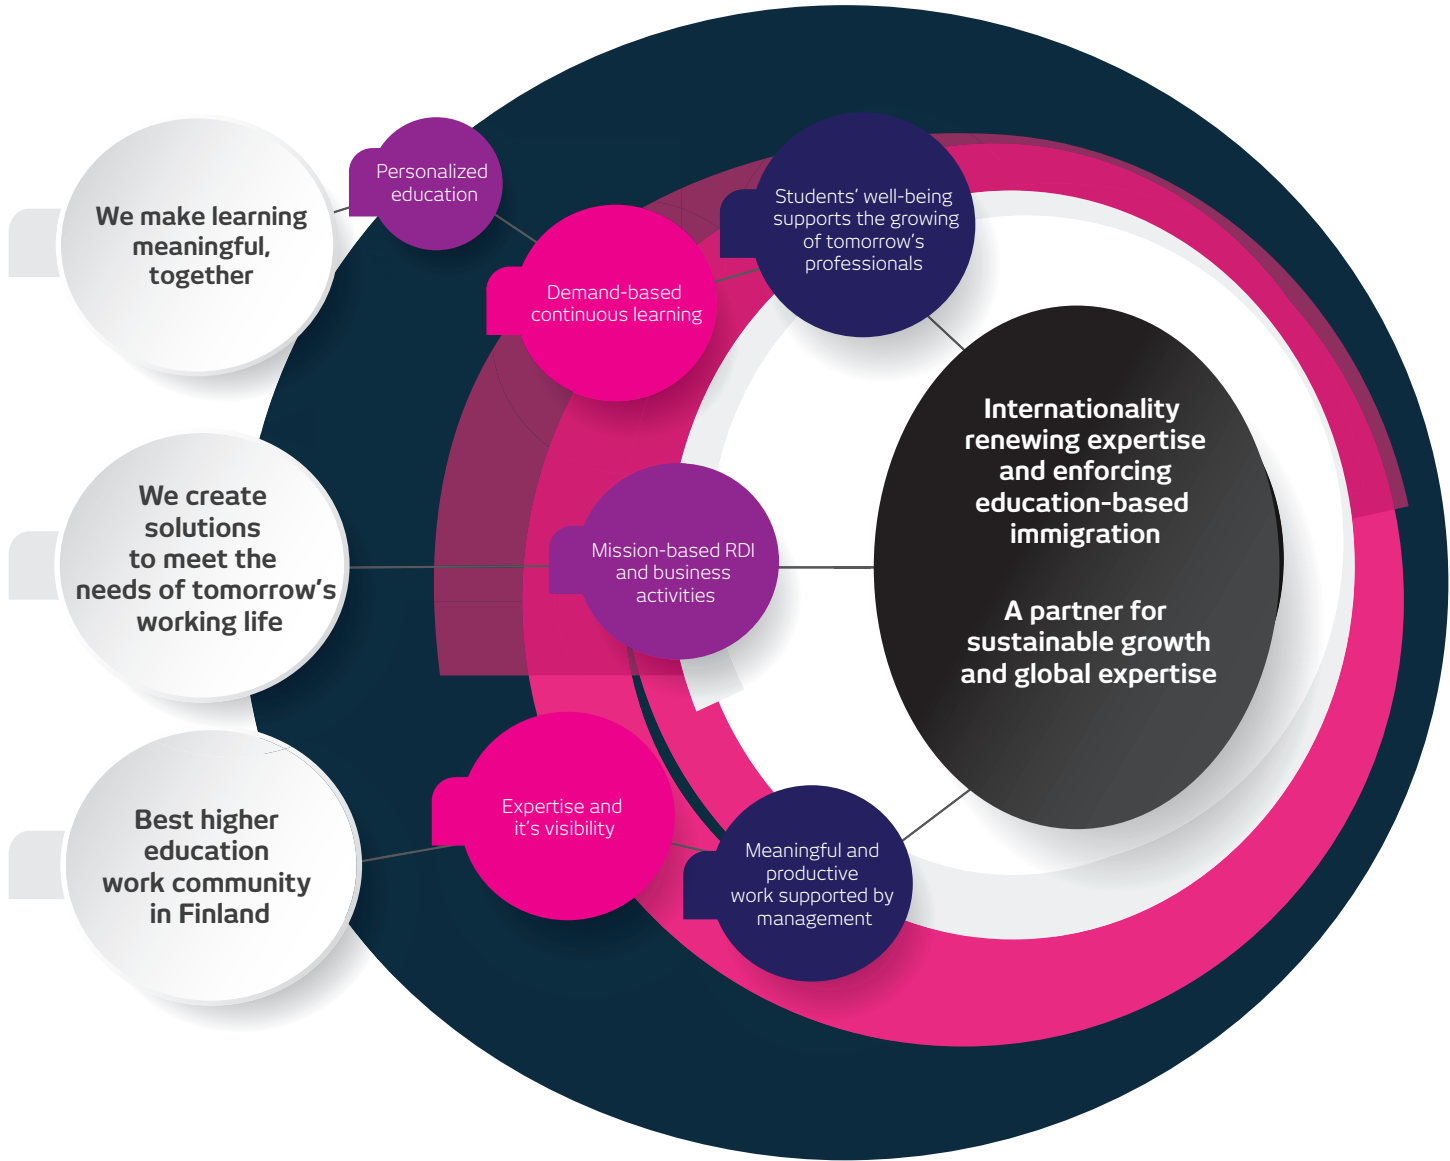 We make learning
meaningful,
together
Personalized
education
Demand-based
continuous learning
Students’ well-being
supports the growing
of tomorrow’s
professionals
We create
solutions
to meet the
needs of tomorrow’s
working life
Mission-based RDI
and business
activities
Best higher
education
work community
in Finland
Expertise and
it’s visibility
Meaningful and
productive
work supported by
management
Internationality
renewing expertise
and enforcing
education-based
immigration
A partner for
sustainable growth
and global expertise